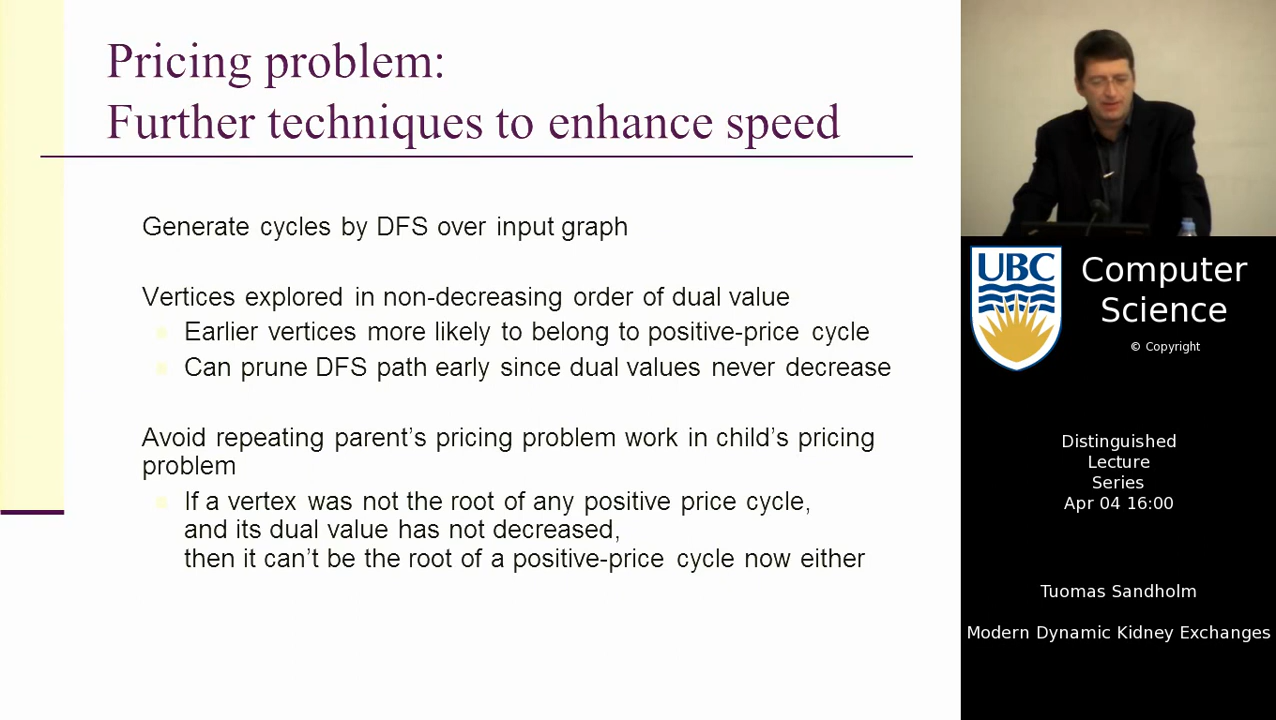 Pricing problem:
Further techniques to enhance speed
Generate cycles by DFS over input graph
Vertices explored in non-decreasing order of dual value
Earlier vertices more likely to belong to positive-price cycle
Can prune DFS path early since dual values never decrease
Avoid repeating parent's pricing problem work in child's pricing
problem
If a vertex was not the root of any positive price cycle,
and its dual value has not decreased,
then it can't be the root of a positive-price cycle now either
UBC
Computer
Science
© Copyright
Distinguished
Lecture
Series
Apr 04 16:00
Tuomas Sandholm
Modern Dynamic Kidney Exchanges